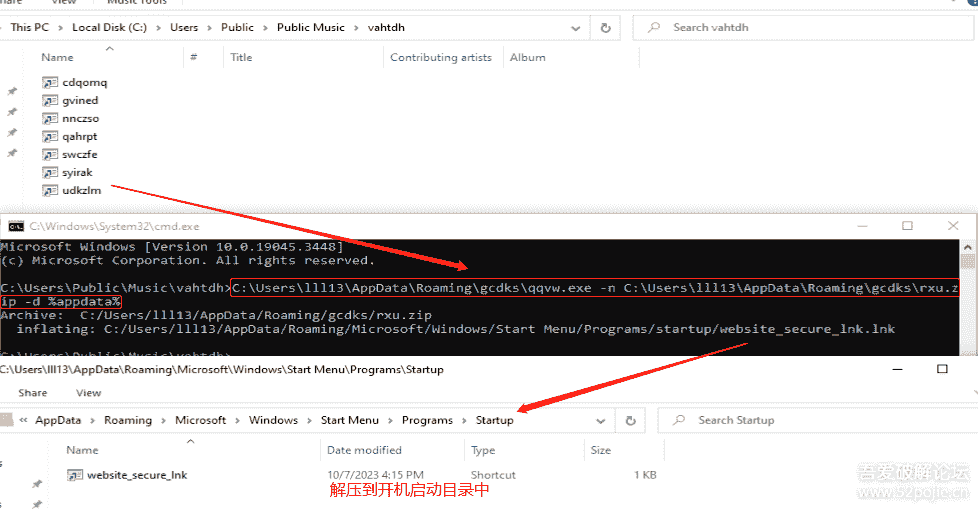 View Music Tools
This PC > Local Disk (C:) > Users > Public > Public Music > vahtdh Search vahtdh
Name # Title Contributing artists Album
cdqomq
gvined
nnczso
qahrpt
swczfe
syirak
udkzlm
C:\Windows\System32\cmd.exe
Microsoft Windows [Version 10.0.19045.3448]
(c) Microsoft Corporation. All rights reserved.
C:\Users\Public\Music\vahtdh>C:\Users\lll13\AppData\Roaming\gcdks\qqvw.exe -n C:\Users\lll13\AppData\Roaming\gcdks\rxu.z
ip -d %appdata%
Archive: C:/Users/lll13/AppData/Roaming/gcdks/rxu.zip
inflating: C:/Users/lll13/AppData/Roaming/Microsoft/Windows/Start Menu/Programs/startup/website_secure_lnk.lnk
C:\Users\Public\Music\vahtdh>
C:\Users\lll13\AppData\Roaming\Microsoft\Windows\Start Menu\Programs\Startup
Share View
« AppData > Roaming > Microsoft > Windows > Start Menu > Programs > Startup Search Startup
Name Date modified Type Size
website_secure_lnk 10/7/2023 4:15 PM Shortcut 1 KB
解压到开机启动目录中
吾爱破解论坛
www.52pojie.cn